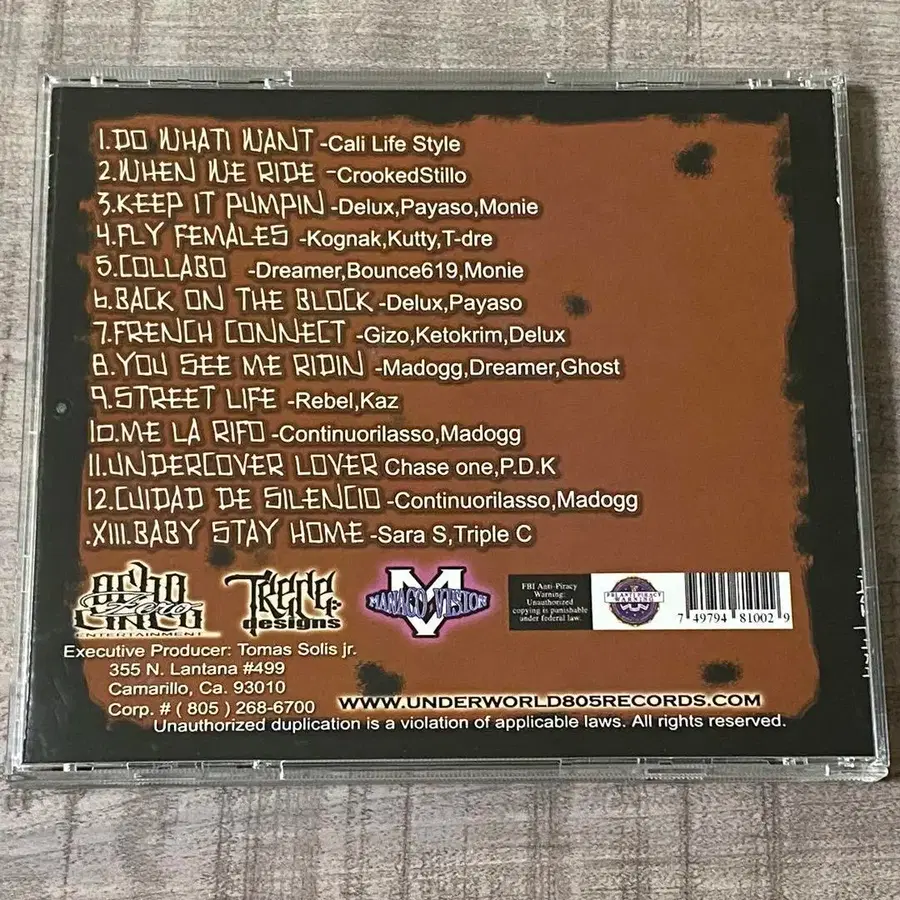 1.DO WHATI WANT -Cali Life Style
2.WHEN WE RIDE -CrookedStillo
3.KEEP IT PUMPIN -Delux,Payaso,Monie
4.FLY FEMALES -Kognak,Kutty,T-dre
5.COLLABO -Dreamer,Bounce619,Monie
6.BACK ON THE BLOCK -Delux,Payaso
7.FRENCH CONNECT -Gizo,Ketokrim,Delux
8.YOU SEE ME RIDIN -Madogg,Dreamer,Ghost
9.STREET LIFE -Rebel,Kaz
10.ME LA RIFO -Continuorilasso,Madogg
11.UNDERCOVER LOVER Chase one,P.D.K
12.CUIDAD DE SILENCIO -Continuorilasso,Madogg
.XIII.BABY STAY HOME -Sara S,Triple C
OCHO
Zero
CINCO
ENTERTAINMENT
TRECE
designs
MANACO VISION
FBI Anti-Piracy
Warning:
Unauthorized
copying is punishable
under federal law.
7 49794 81002 9
Executive Producer: Tomas Solis jr.
355 N. Lantana #499
Camarillo, Ca. 93010
Corp. # ( 805 ) 268-6700
WWW.UNDERWORLD805RECORDS.COM
Unauthorized duplication is a violation of applicable laws. All rights reserved.